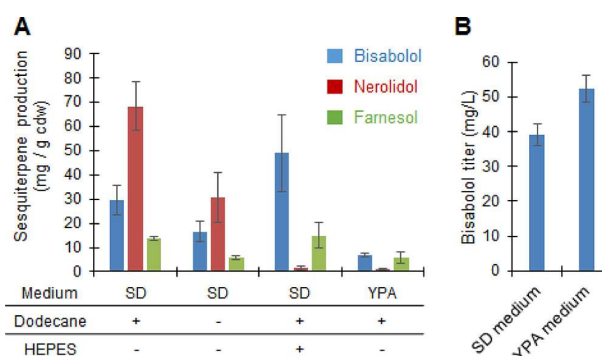 A
Sesquiterpene production
(mg / g cdw)
90
80
70
60
50
40
30
20
10
0
Bisabolol
Nerolidol
Farnesol
Medium SD SD SD YPA
Dodecane + - + +
HEPES - - + -
B
Bisabolol titer (mg/L)
60
50
40
30
20
10
0
SD medium
YPA medium